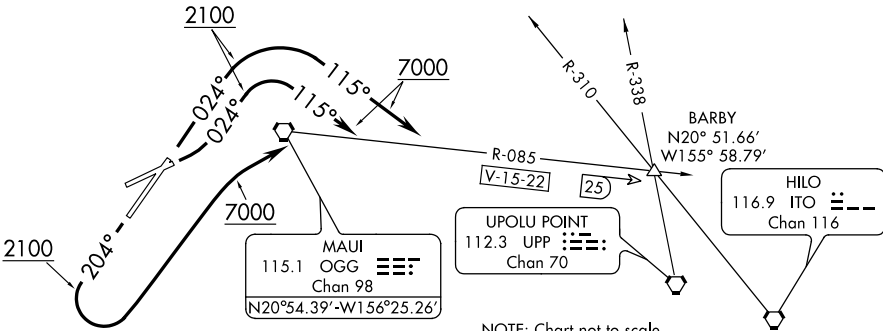 2100
024°
024°
115°
115°
7000
R-310
R-338
BARBY
N20° 51.66'
W155° 58.79'
R-085
V-15-22
25
HILO
116.9 ITO
Chan 116
7000
2100
204°
MAUI
115.1 OGG
Chan 98
N20°54.39'-W156°25.26'
UPOLU POINT
112.3 UPP
Chan 70
NOTE: Chart not to scale